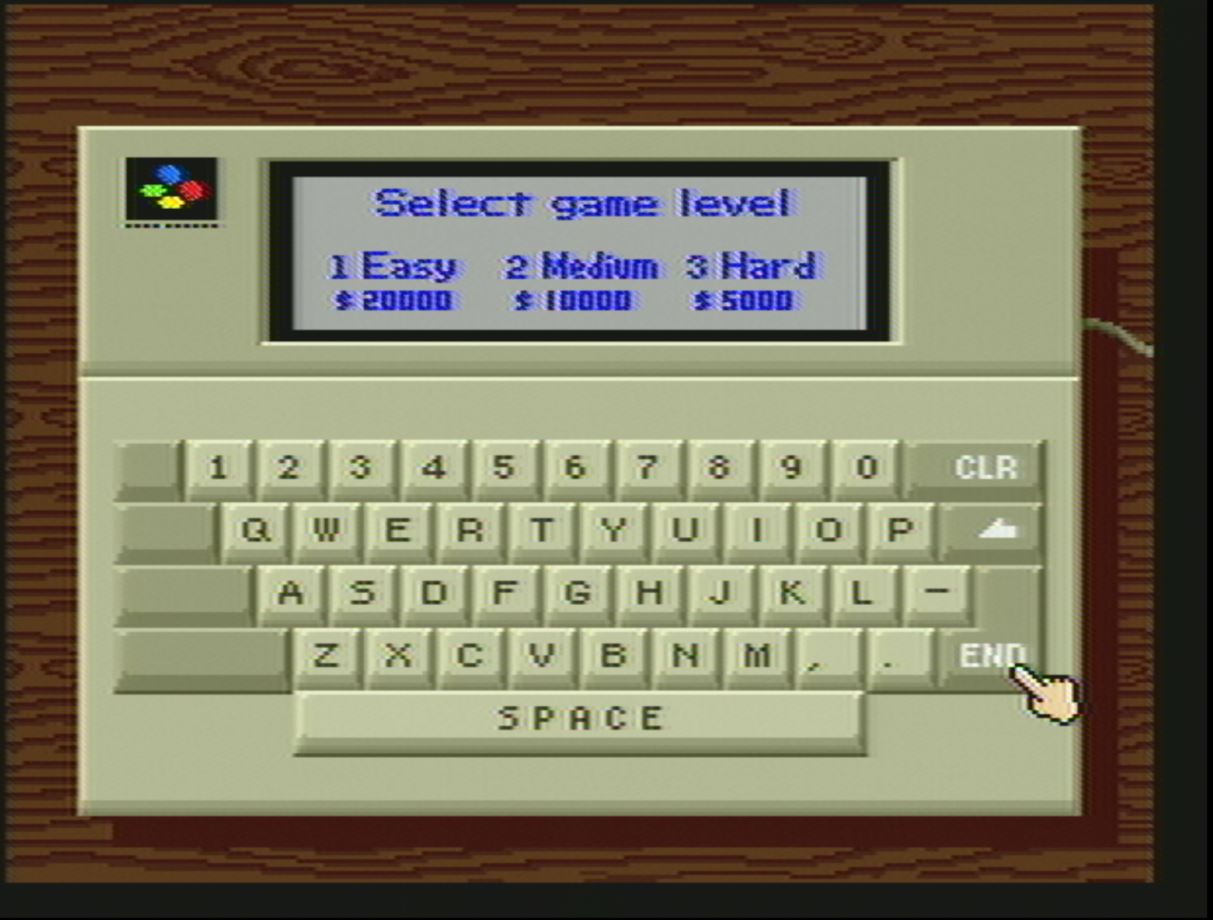 Select game level
1 Easy 2 Medium 3 Hard
$20000 $10000 $5000
1 2 3 4 5 6 7 8 9 0 CLR
Q W E R T Y U I O P
A S D F G H J K L -
Z X C V B N M , . END
SPACE